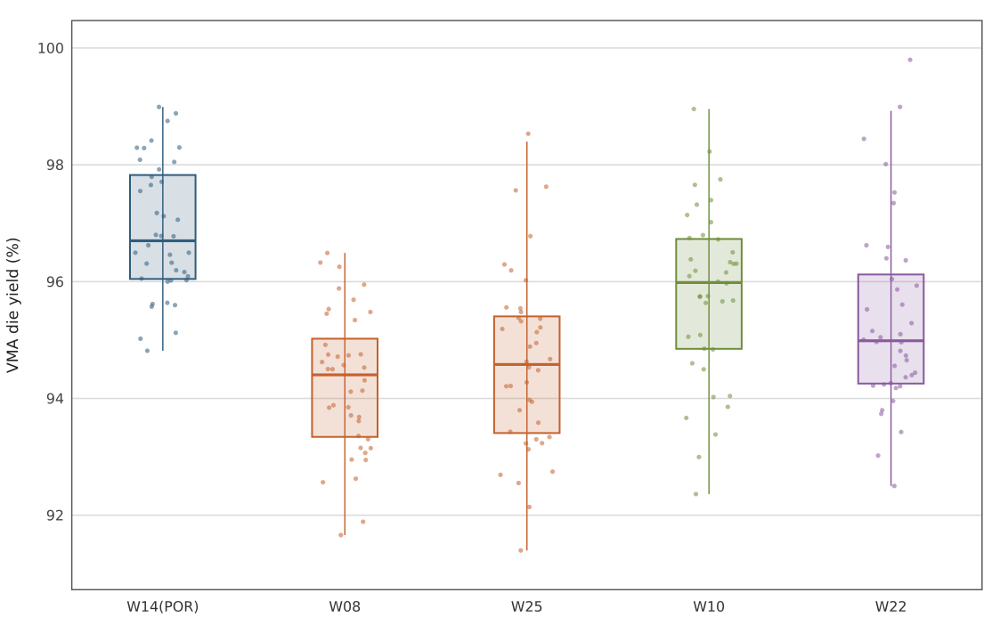 VMA die yield (%)
100
98
96
94
92
W14(POR)
W08
W25
W10
W22